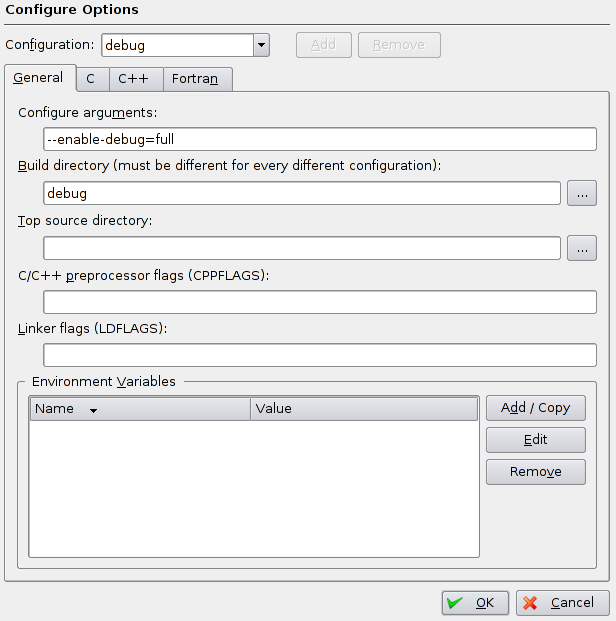 Configure Options
Configuration: debug Add Remove
General C C++ Fortran
Configure arguments:
--enable-debug=full
Build directory (must be different for every different configuration):
debug ...
Top source directory:
...
C/C++ preprocessor flags (CPPFLAGS):
Linker flags (LDFLAGS):
Environment Variables
Name Value Add / Copy
Edit
Remove
OK Cancel